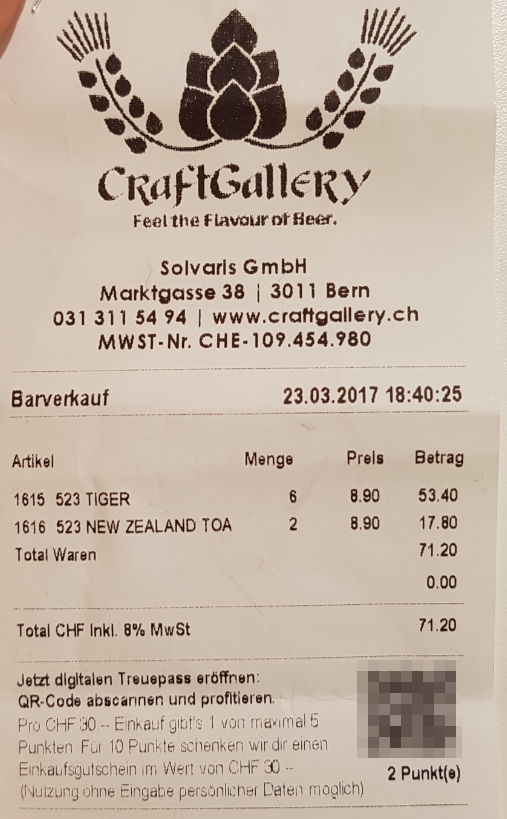 CraftGallery
Feel the Flavour of Beer.
Solvaris GmbH
Marktgasse 38 | 3011 Bern
031 311 54 94 | www.craftgallery.ch
MWST-Nr. CHE-109.454.980
Barverkauf 23.03.2017 18:40:25
Artikel Menge Preis Betrag
1615 523 TIGER 6 8.90 53.40
1616 523 NEW ZEALAND TOA 2 8.90 17.80
Total Waren 71.20
0.00
Total CHF Inkl. 8% MwSt 71.20
Jetzt digitalen Treuepass eröffnen:
QR-Code abscannen und profitieren.
Pro CHF 30.-- Einkauf gibt's 1 von maximal 5
Punkten. Für 10 Punkte schenken wir dir einen
Einkaufsgutschein im Wert von CHF 30.--
(Nutzung ohne Eingabe persönlicher Daten möglich)
2 Punkt(e)